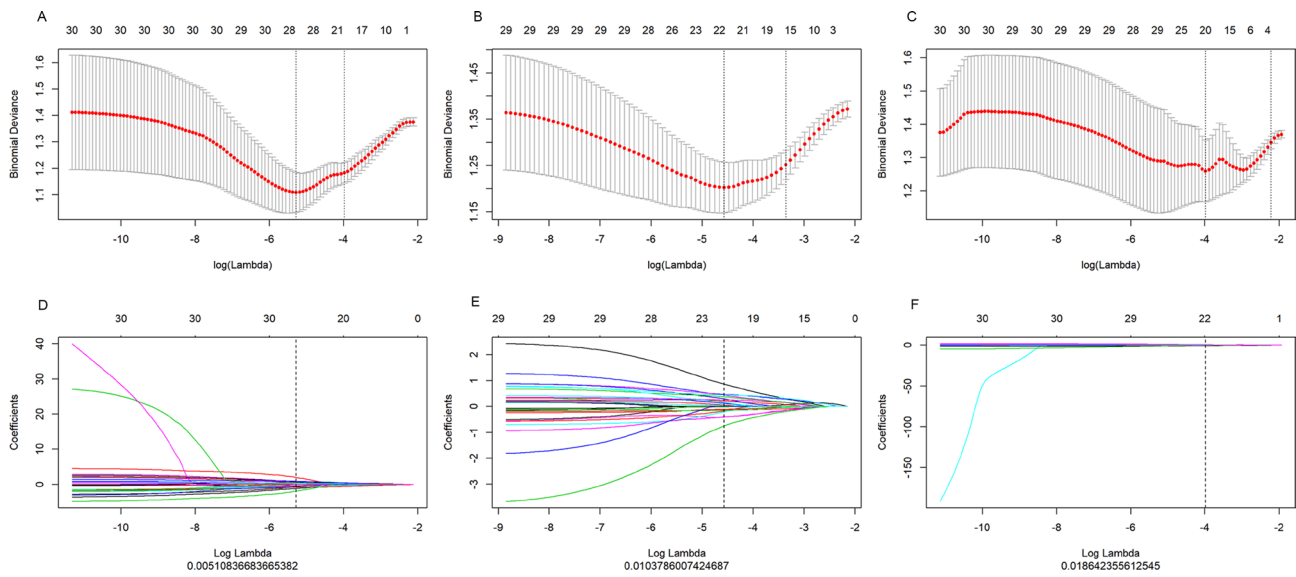 A
30 30 30 30 30 30 29 30 28 28 21 17 10 1
Binomial Deviance
1.6
1.5
1.4
1.3
1.2
1.1
-10 -8 -6 -4 -2
log(Lambda)
B
29 29 29 29 29 29 28 26 23 22 21 19 15 10 3
Binomial Deviance
1.45
1.35
1.25
1.15
-9 -8 -7 -6 -5 -4 -3
log(Lambda)
C
30 30 30 30 30 29 29 29 29 25 20 15 6 4
Binomial Deviance
1.6
1.5
1.4
1.3
1.2
-10 -8 -6 -4 -2
log(Lambda)
D
30 30 30 20 0
Coefficients
40
30
20
10
0
-10 -8 -6 -4 -2
Log Lambda
0.00510836683665382
E
29 29 29 28 23 19 15 0
Coefficients
2
1
0
-1
-2
-3
-9 -8 -7 -6 -5 -4 -3 -2
Log Lambda
0.0103786007424687
F
30 30 29 22 1
Coefficients
0
-50
-100
-150
-10 -8 -6 -4 -2
Log Lambda
0.018642355612545